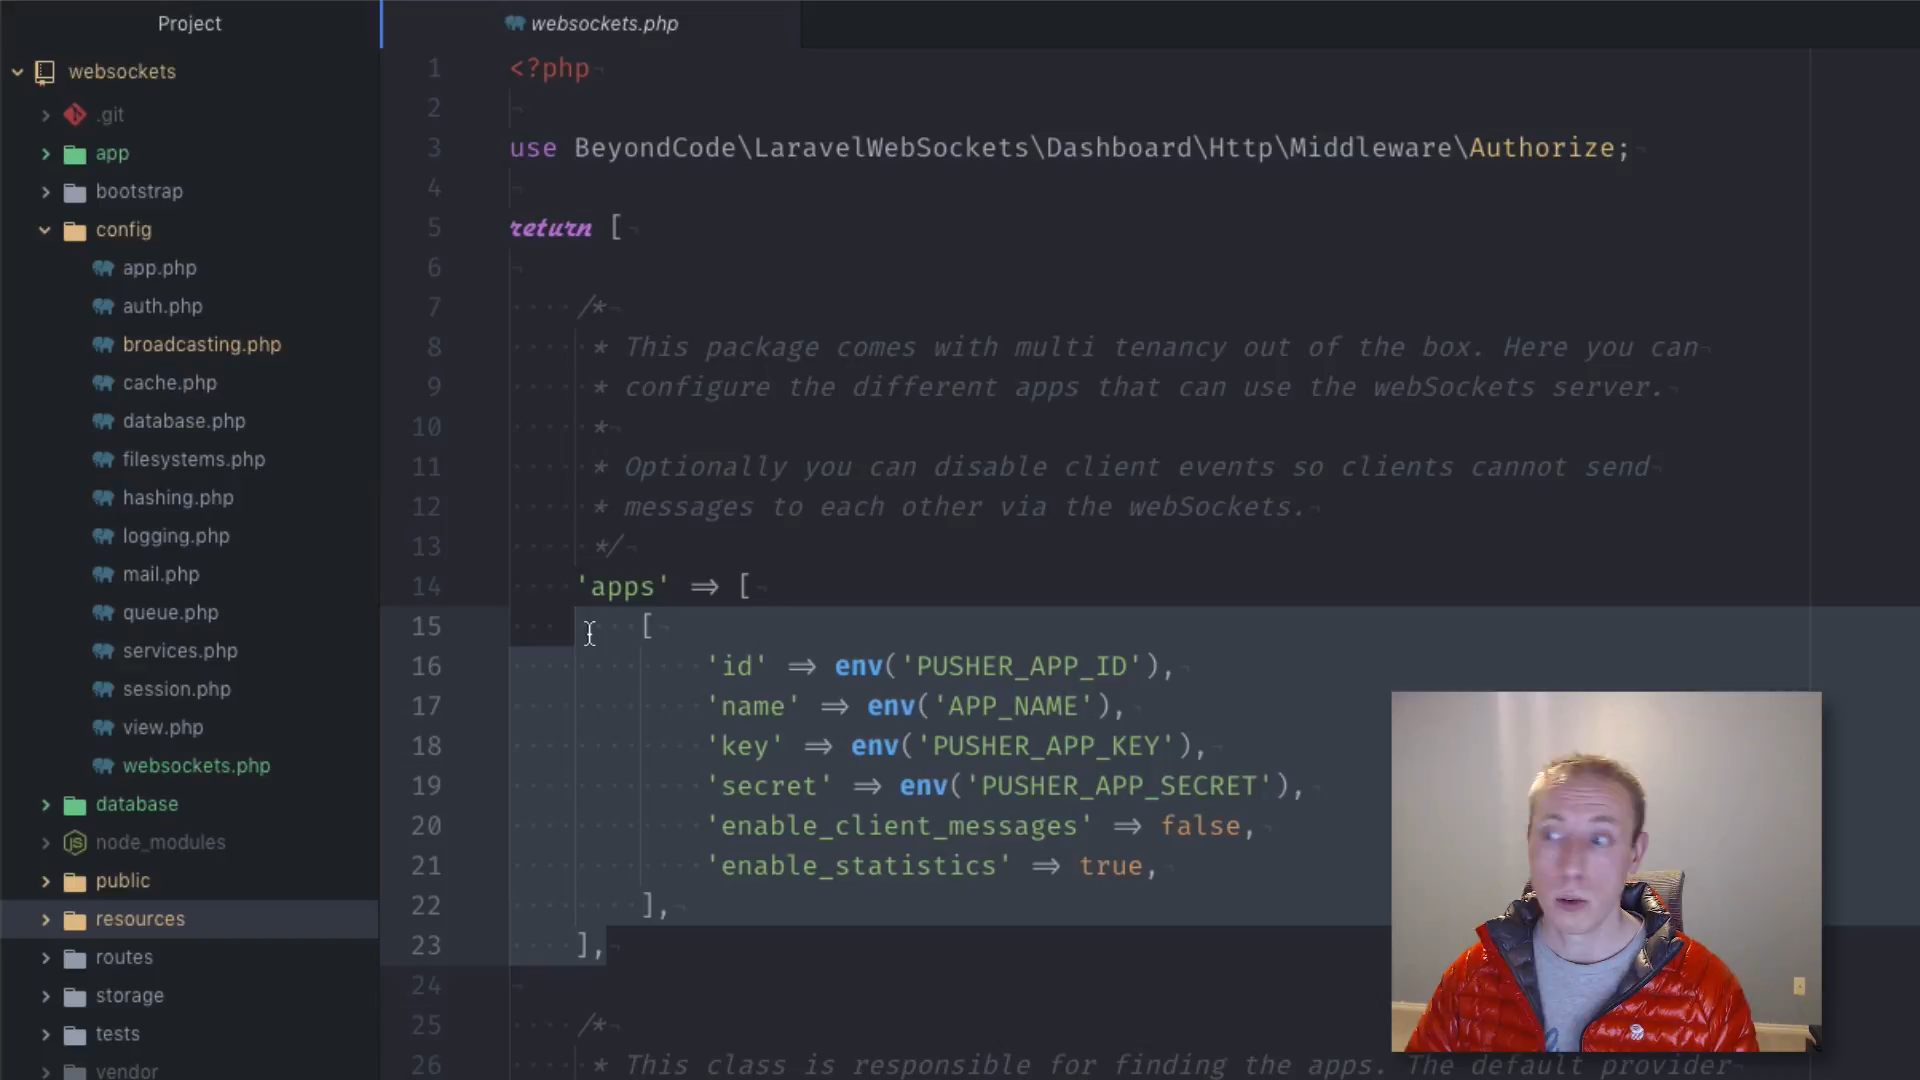 Project
websockets
.git
app
bootstrap
config
app.php
auth.php
broadcasting.php
cache.php
database.php
filesystems.php
hashing.php
logging.php
mail.php
queue.php
services.php
session.php
view.php
websockets.php
database
node_modules
public
resources
routes
storage
tests
vendor
websockets.php
1 <?php
2
3 use BeyondCode\LaravelWebSockets\Dashboard\Http\Middleware\Authorize;
4
5 return [
6
7 /*
8 * This package comes with multi tenancy out of the box. Here you can
9 * configure the different apps that can use the webSockets server.
10 *
11 * Optionally you can disable client events so clients cannot send
12 * messages to each other via the webSockets.
13 */
14 'apps' => [
15 [
16 'id' => env('PUSHER_APP_ID'),
17 'name' => env('APP_NAME'),
18 'key' => env('PUSHER_APP_KEY'),
19 'secret' => env('PUSHER_APP_SECRET'),
20 'enable_client_messages' => false,
21 'enable_statistics' => true,
22 ],
23 ],
24
25 /*
26 * This class is responsible for finding the apps. The default provider